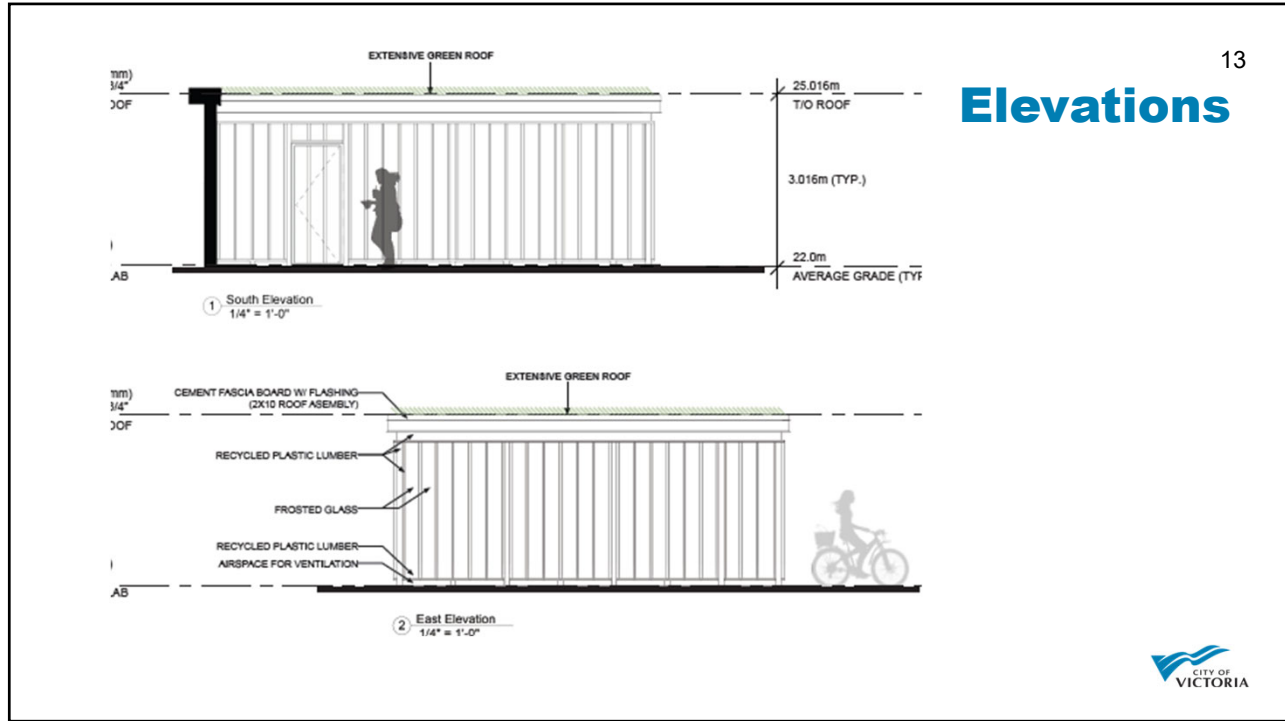 13
Elevations
EXTENSIVE GREEN ROOF
mm)
3/4"
OOF
25.016m
T/O ROOF
3.016m (TYP.)
)
AB
22.0m
AVERAGE GRADE (TYP
1 South Elevation
1/4" = 1'-0"
EXTENSIVE GREEN ROOF
mm)
3/4"
OOF
CEMENT FASCIA BOARD W/ FLASHING
(2X10 ROOF ASEMBLY)
RECYCLED PLASTIC LUMBER
FROSTED GLASS
RECYCLED PLASTIC LUMBER
AIRSPACE FOR VENTILATION
)
AB
2 East Elevation
1/4" = 1'-0"
CITY OF
VICTORIA